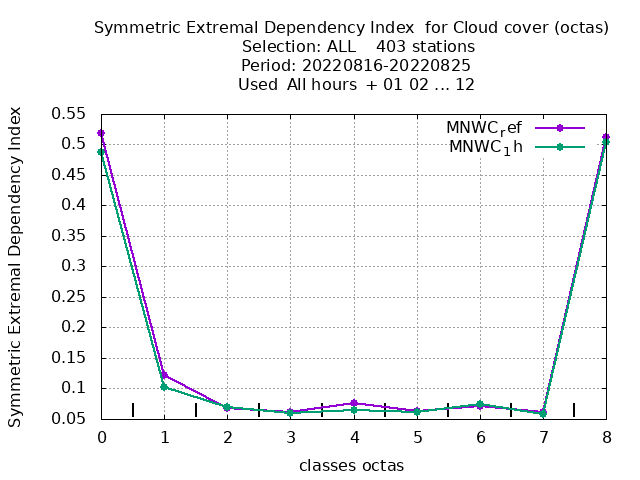 Symmetric Extremal Dependency Index for Cloud cover (octas)
Selection: ALL 403 stations
Period: 20220816-20220825
Used All hours + 01 02 ... 12
Symmetric Extremal Dependency Index
0.55
0.5
0.45
0.4
0.35
0.3
0.25
0.2
0.15
0.1
0.05
MNWC_ref
MNWC_1h
0 1 2 3 4 5 6 7 8
classes octas